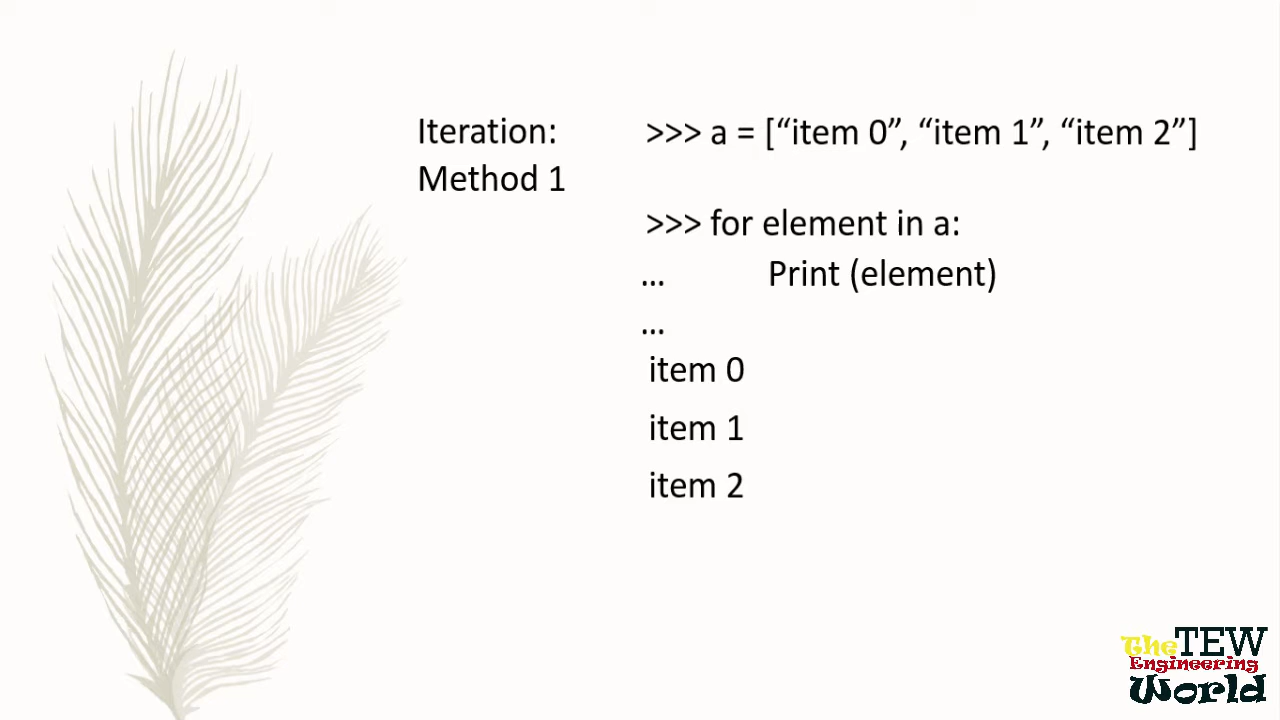 Iteration: >>> a = [“item 0”, “item 1”, “item 2”]
Method 1
>>> for element in a:
... Print (element)
...
item 0
item 1
item 2
The TEW
Engineering
World